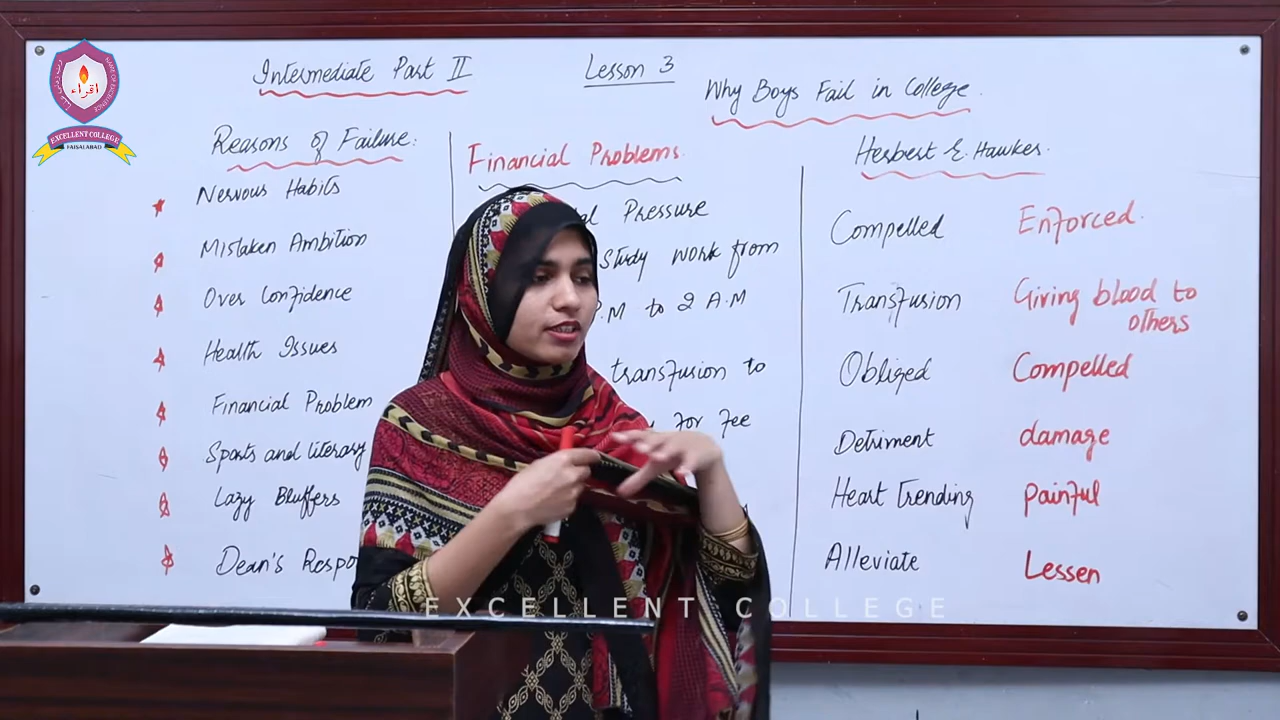 Intermediate Part II
Lesson 3
Why Boys Fail in College.
Herbert E. Hawkes.
Reasons of Failure:
Nervous Habits
Mistaken Ambition
Over Confidence
Health Issues
Financial Problem
Sports and literary
Lazy Bluffers
Dean's Respo
Financial Problems.
Pressure
Study work from
P.M to 2 A.M
transfusion to
for Fee
Compelled Enforced.
Transfusion Giving blood to
others
Obliged Compelled
Detriment damage
Heart Trending Painful
Alleviate Lessen
اقراء
EXCELLENT COLLEGE
FAISALABAD
EXCELLENT COLLEGE